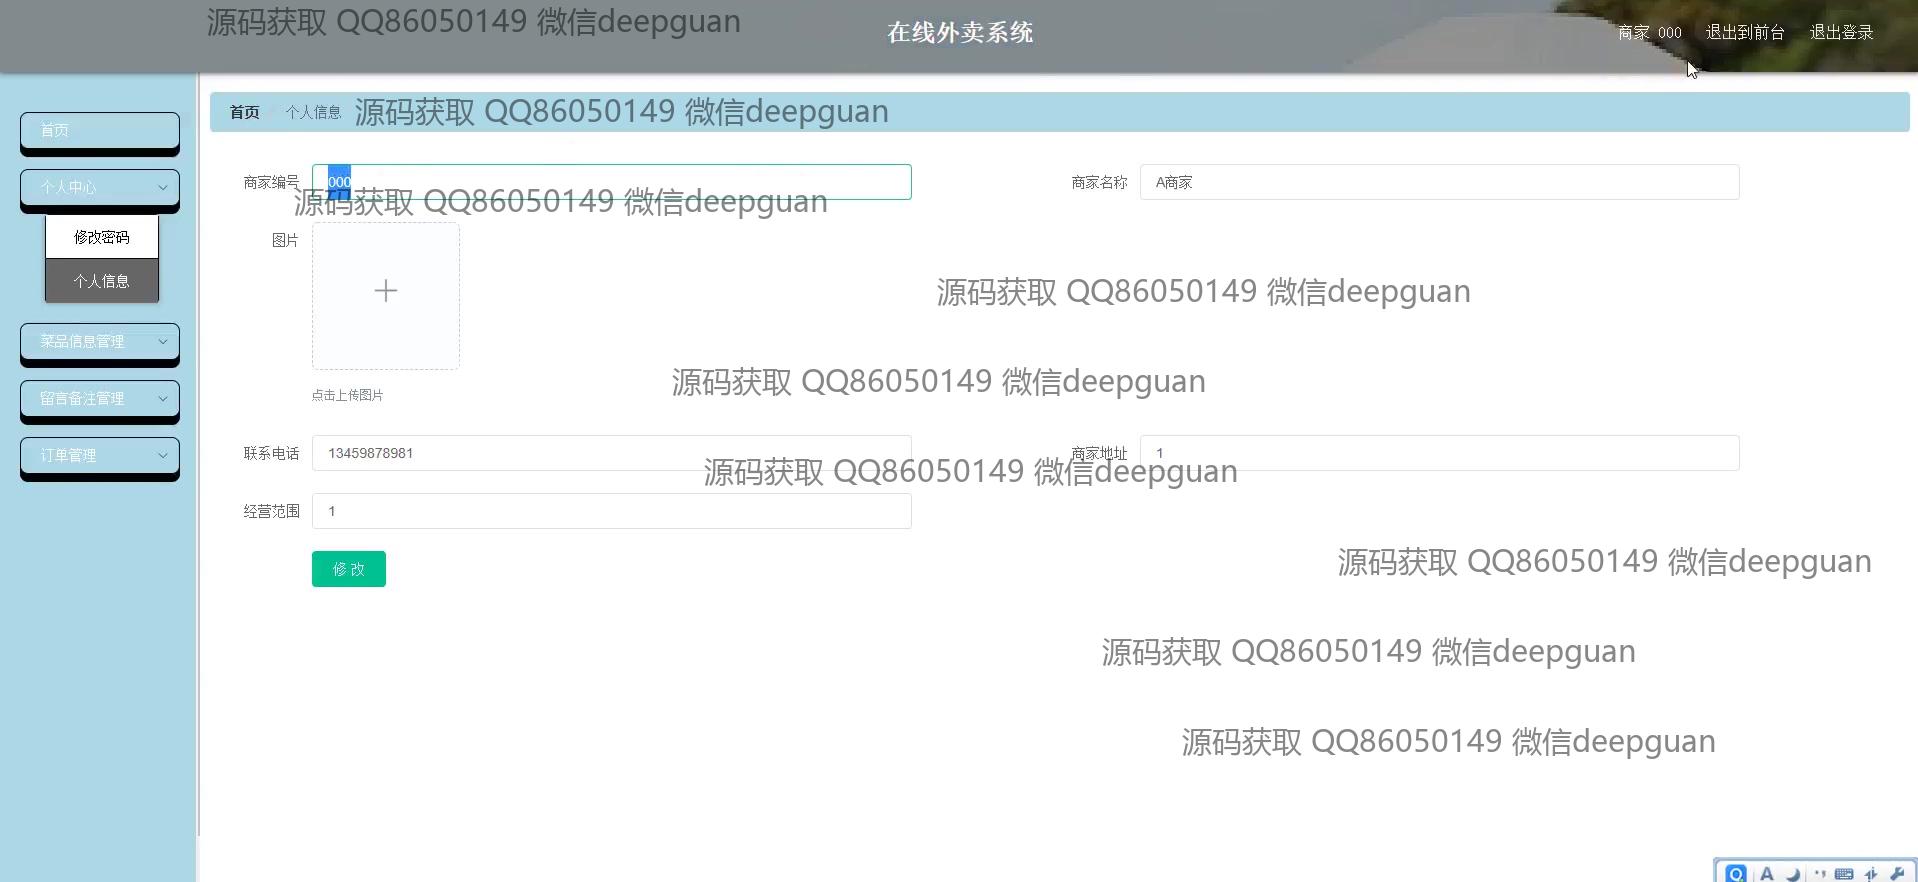 源码获取 QQ86050149 微信deepguan
在线外卖系统
商家 000 退出到前台 退出登录
首页 个人信息
源码获取 QQ86050149 微信deepguan
首页
个人中心
修改密码
个人信息
菜品信息管理
留言备注管理
订单管理
商家编号 000
商家名称 A商家
源码获取 QQ86050149 微信deepguan
图片
点击上传图片
源码获取 QQ86050149 微信deepguan
源码获取 QQ86050149 微信deepguan
联系电话 13459878981
商家地址 1
源码获取 QQ86050149 微信deepguan
经营范围 1
修改
源码获取 QQ86050149 微信deepguan
源码获取 QQ86050149 微信deepguan
源码获取 QQ86050149 微信deepguan